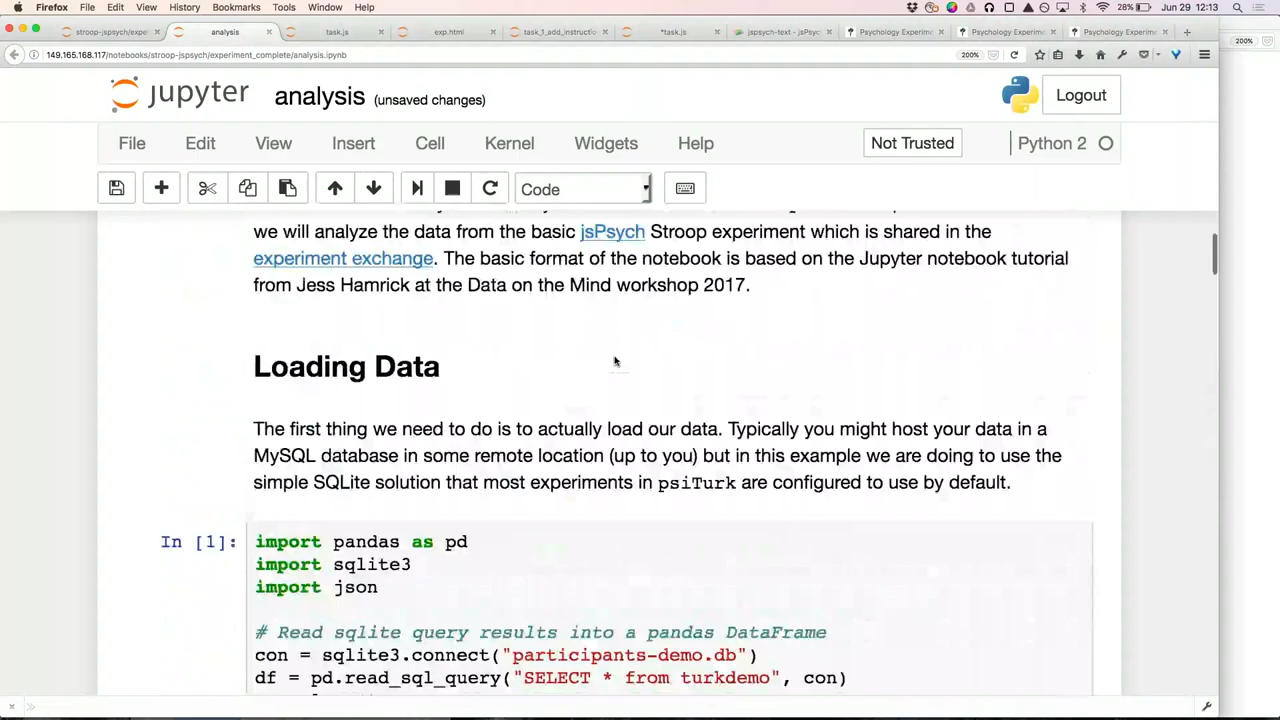 Firefox File Edit View History Bookmarks Tools Window Help 28% Jun 29 12:13
stroop-jspsych/experim analysis task.js exp.html task_1_add_instructio *task.js jspsych-text - jsPsyc Psychology Experime Psychology Experime Psychology Experime
149.165.168.117/notebooks/stroop-jspsych/experiment_complete/analysis.ipynb 200% 200%
jupyter analysis (unsaved changes) Logout
File Edit View Insert Cell Kernel Widgets Help Not Trusted Python 2
Code
we will analyze the data from the basic jsPsych Stroop experiment which is shared in the
experiment exchange. The basic format of the notebook is based on the Jupyter notebook tutorial
from Jess Hamrick at the Data on the Mind workshop 2017.
Loading Data
The first thing we need to do is to actually load our data. Typically you might host your data in a
MySQL database in some remote location (up to you) but in this example we are doing to use the
simple SQLite solution that most experiments in psiTurk are configured to use by default.
In [1]: import pandas as pd
import sqlite3
import json
# Read sqlite query results into a pandas DataFrame
con = sqlite3.connect("participants-demo.db")
df = pd.read_sql_query("SELECT * from turkdemo", con)